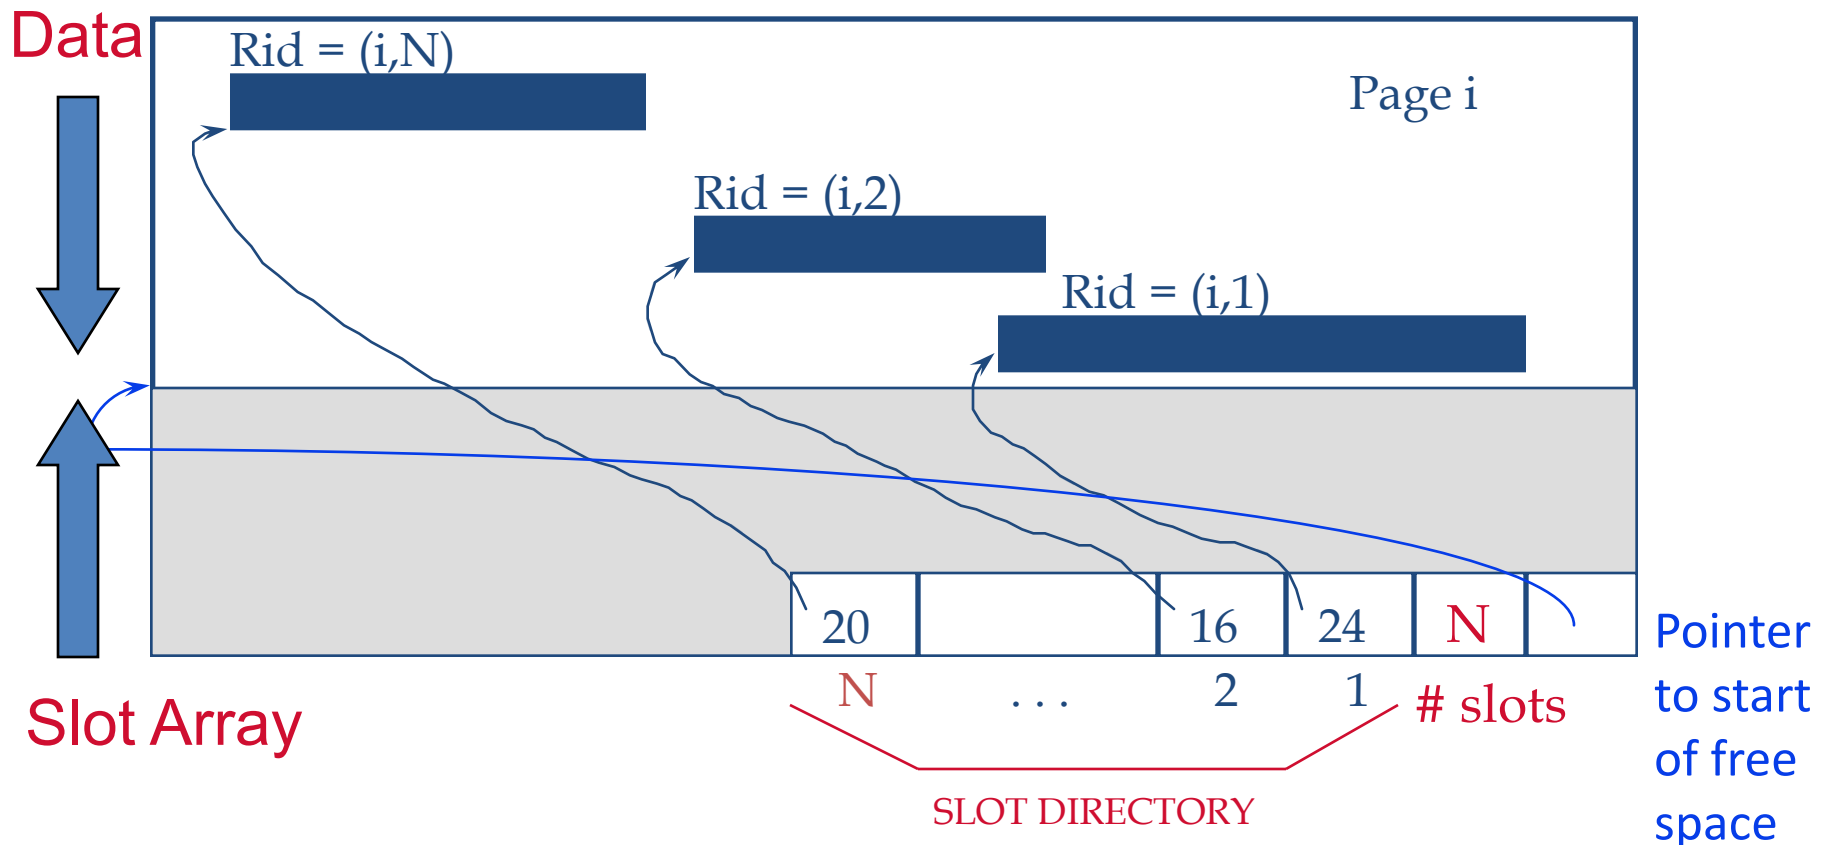 Data
Rid = (i,N)
Page i
Rid = (i,2)
Rid = (i,1)
20 16 24 N
N . . . 2 1 # slots
Slot Array
SLOT DIRECTORY
Pointer
to start
of free
space